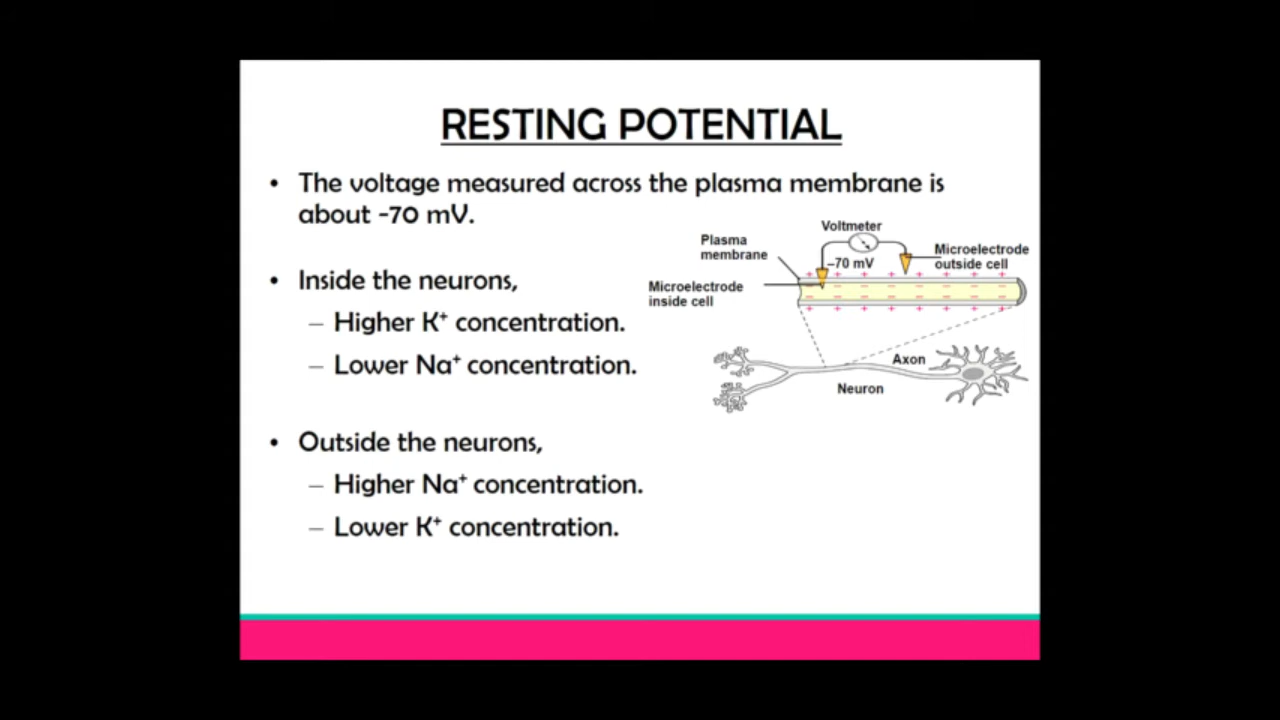 RESTING POTENTIAL
• The voltage measured across the plasma membrane is
about -70 mV.
• Inside the neurons,
– Higher K⁺ concentration.
– Lower Na⁺ concentration.
• Outside the neurons,
– Higher Na⁺ concentration.
– Lower K⁺ concentration.
Voltmeter
Plasma
membrane
–70 mV
Microelectrode
outside cell
Microelectrode
inside cell
+ + + + + + + +
– – – – – – – –
– – – – – – – –
+ + + + + + + +
Axon
Neuron